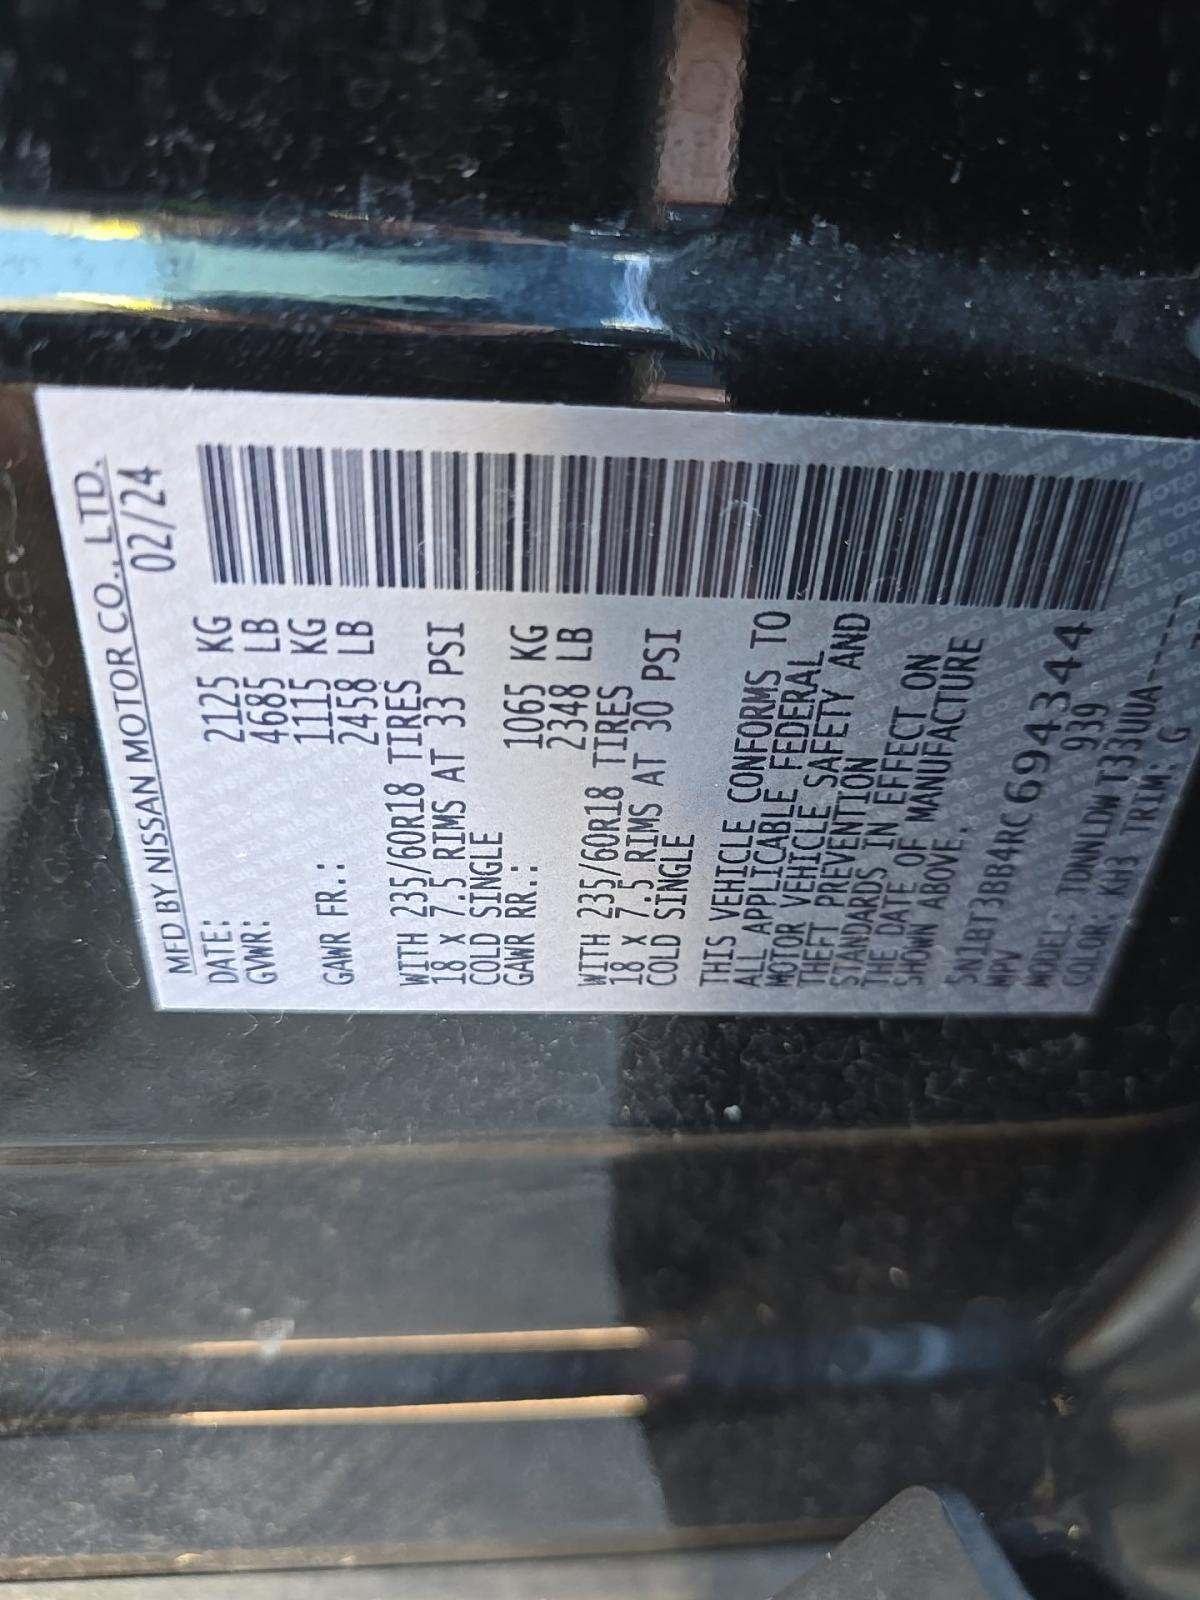 MFD BY NISSAN MOTOR CO., LTD.
DATE: 02/24
GVWR: 2125 KG
4685 LB
GAWR FR.: 1115 KG
2458 LB
WITH 235/60R18 TIRES
18 X 7.5 RIMS AT 33 PSI
COLD SINGLE
GAWR RR.: 1065 KG
2348 LB
WITH 235/60R18 TIRES
18 X 7.5 RIMS AT 30 PSI
COLD SINGLE
THIS VEHICLE CONFORMS TO
ALL APPLICABLE FEDERAL
MOTOR VEHICLE SAFETY AND
THEFT PREVENTION
STANDARDS IN EFFECT ON
THE DATE OF MANUFACTURE
SHOWN ABOVE.
5N1BT3BB4RC694344
MPV 939
MODEL: TDNNLDW T33UUA------
COLOR: KH3 TRIM: G